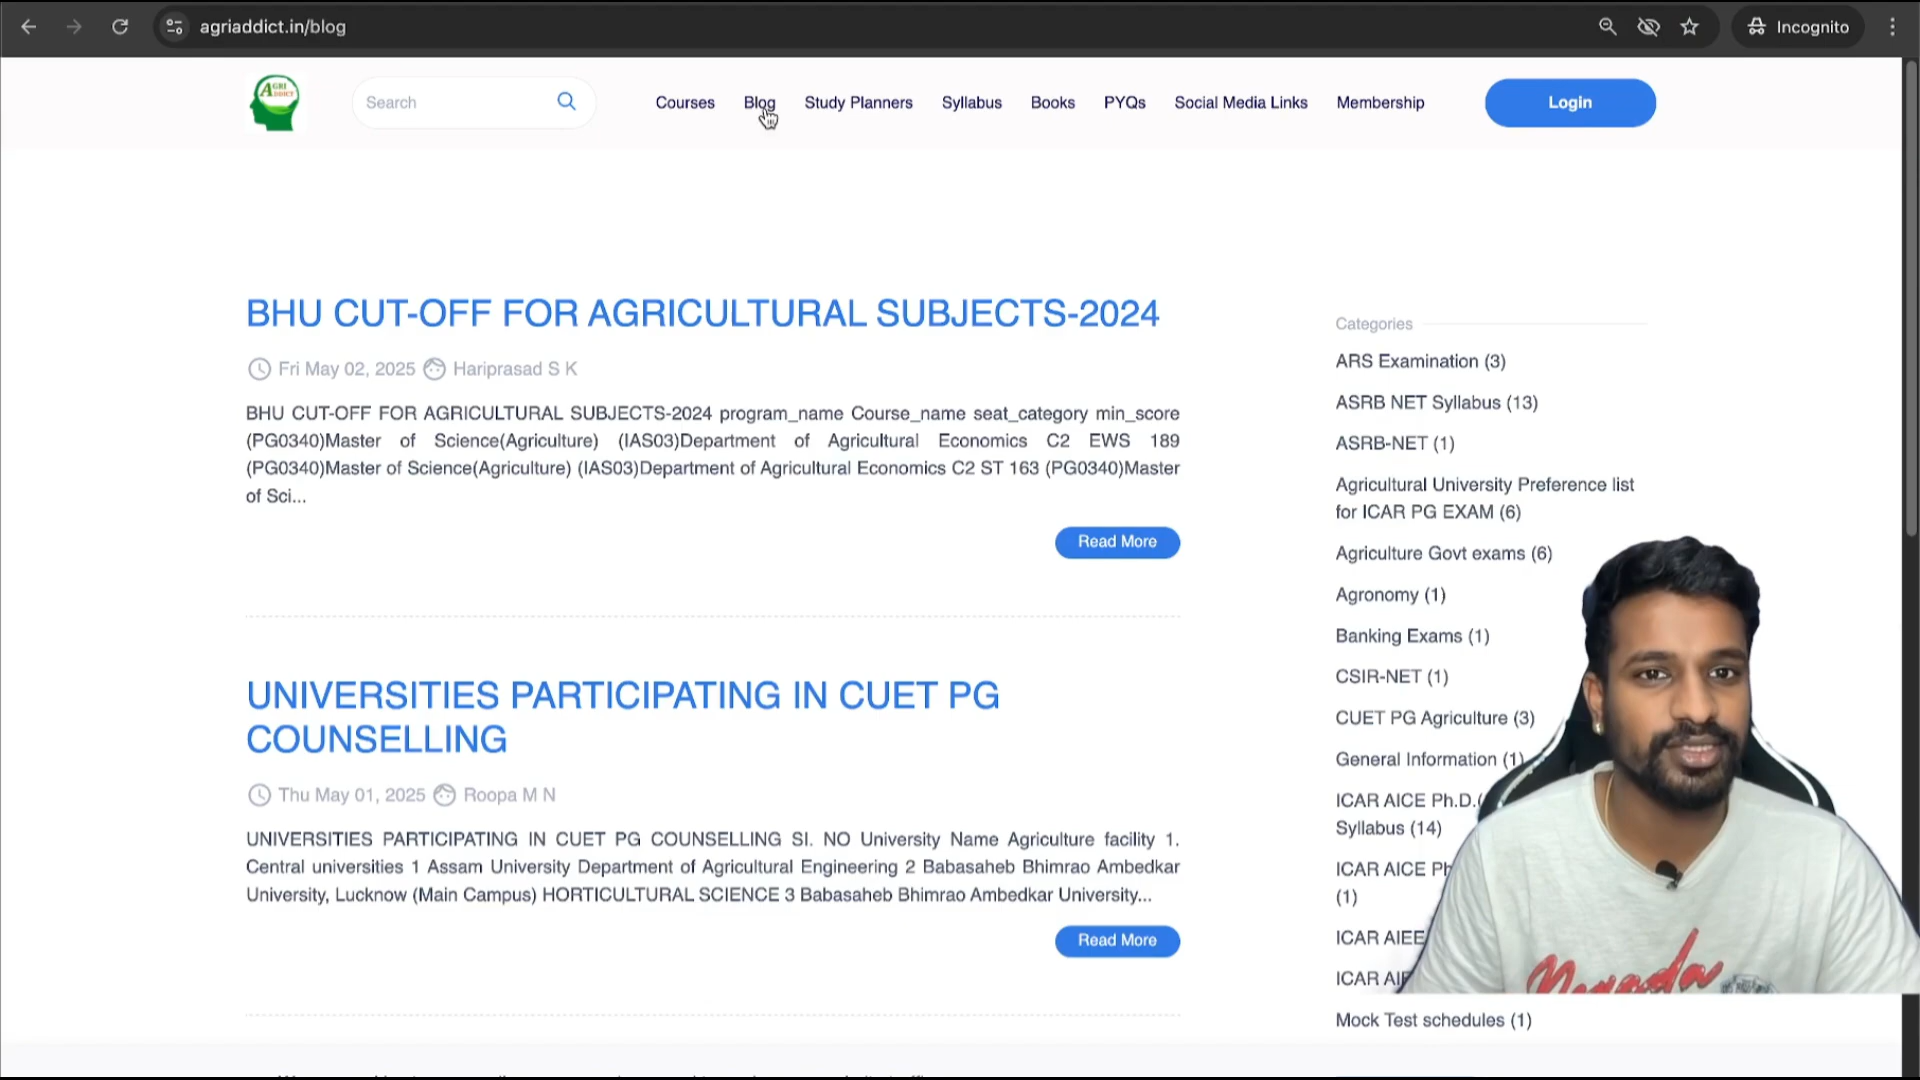 agriaddict.in/blog
Incognito
AGRI
ADDICT
Search
Courses
Blog
Study Planners
Syllabus
Books
PYQs
Social Media Links
Membership
Login
BHU CUT-OFF FOR AGRICULTURAL SUBJECTS-2024
Fri May 02, 2025 Hariprasad S K
BHU CUT-OFF FOR AGRICULTURAL SUBJECTS-2024 program_name Course_name seat_category min_score
(PG0340)Master of Science(Agriculture) (IAS03)Department of Agricultural Economics C2 EWS 189
(PG0340)Master of Science(Agriculture) (IAS03)Department of Agricultural Economics C2 ST 163 (PG0340)Master
of Sci...
Read More
UNIVERSITIES PARTICIPATING IN CUET PG
COUNSELLING
Thu May 01, 2025 Roopa M N
UNIVERSITIES PARTICIPATING IN CUET PG COUNSELLING SI. NO University Name Agriculture facility 1.
Central universities 1 Assam University Department of Agricultural Engineering 2 Babasaheb Bhimrao Ambedkar
University, Lucknow (Main Campus) HORTICULTURAL SCIENCE 3 Babasaheb Bhimrao Ambedkar University...
Read More
Categories
ARS Examination (3)
ASRB NET Syllabus (13)
ASRB-NET (1)
Agricultural University Preference list
for ICAR PG EXAM (6)
Agriculture Govt exams (6)
Agronomy (1)
Banking Exams (1)
CSIR-NET (1)
CUET PG Agriculture (3)
General Information (1)
ICAR AICE Ph.D.
Syllabus (14)
ICAR AICE Ph
(1)
ICAR AIEE
ICAR
Mock Test schedules (1)